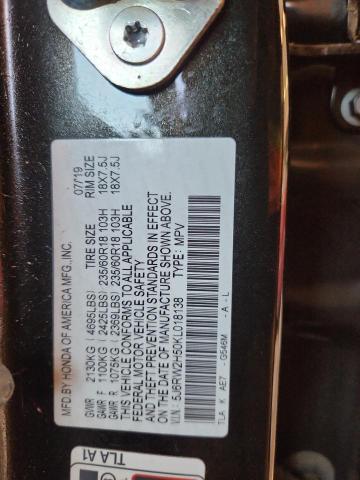 MFD BY HONDA OF AMERICA MFG., INC. 07/'19
GVWR 2130KG (4695LBS) TIRE SIZE RIM SIZE
GAWR F 1100KG (2425LBS) 235/60R18 103H 18X7.5J
GAWR R 1075KG (2369LBS) 235/60R18 103H 18X7.5J
THIS VEHICLE CONFORMS TO ALL APPLICABLE
FEDERAL MOTOR VEHICLE SAFETY
AND THEFT PREVENTION STANDARDS IN EFFECT
ON THE DATE OF MANUFACTURE SHOWN ABOVE.
V.I.N.: 5J6RW2H50KL018138 TYPE: MPV
TLA K AE7 - G546M - A - L
TLA A1